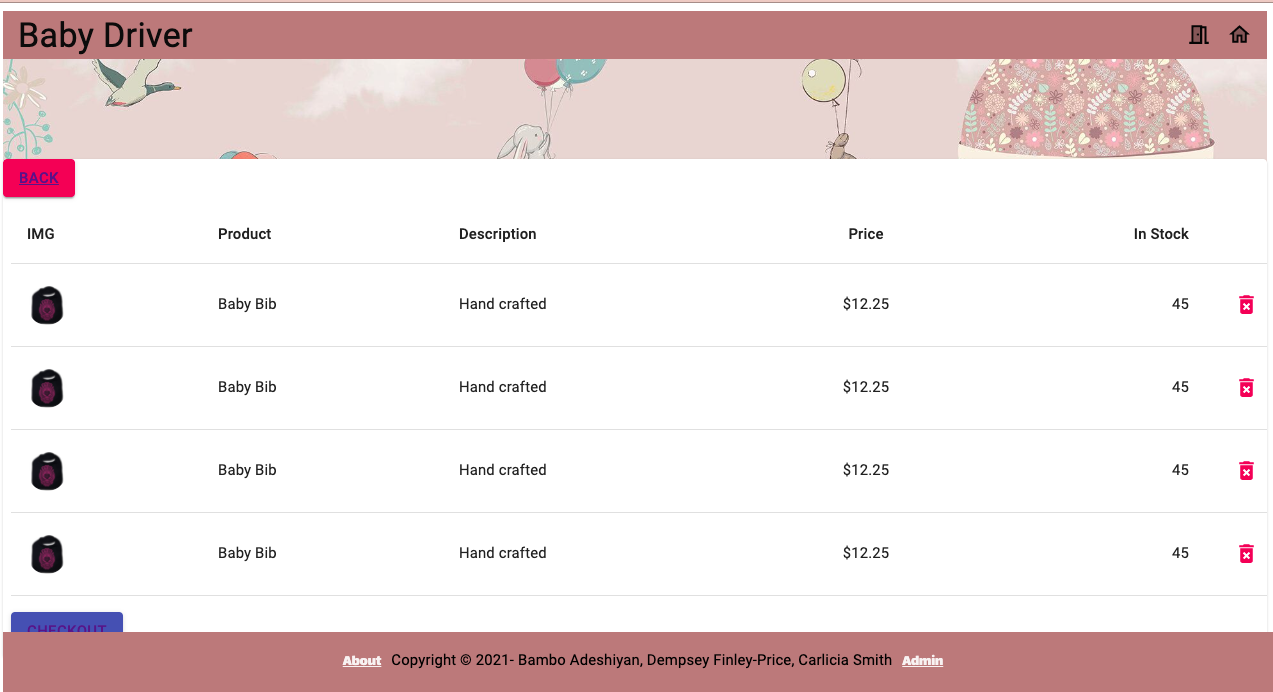 Baby Driver
BACK
IMG Product Description Price In Stock
Baby Bib Hand crafted $12.25 45
Baby Bib Hand crafted $12.25 45
Baby Bib Hand crafted $12.25 45
Baby Bib Hand crafted $12.25 45
CHECKOUT
About Copyright © 2021- Bambo Adeshiyan, Dempsey Finley-Price, Carlicia Smith Admin